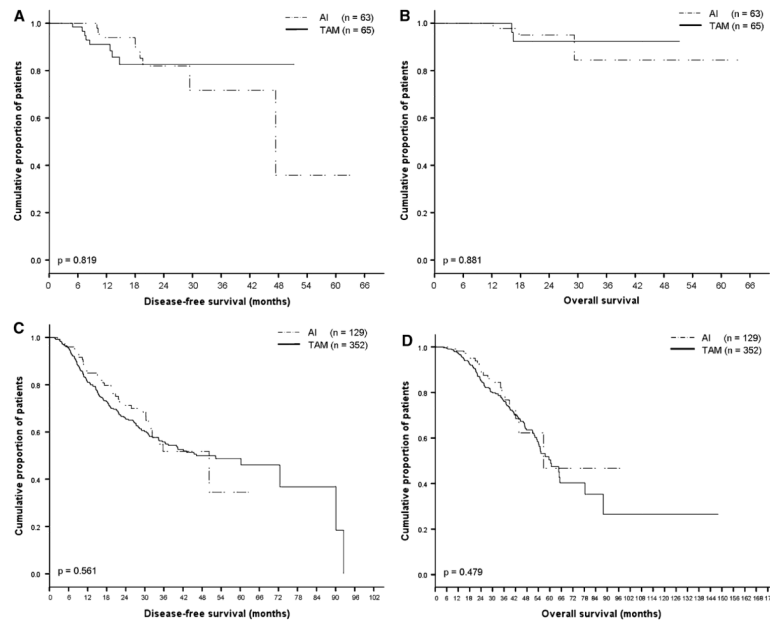 A
AI (n = 63)
TAM (n = 65)
Cumulative proportion of patients
1.0
0.8
0.6
0.4
0.2
0.0
p = 0.819
0 6 12 18 24 30 36 42 48 54 60 66
Disease-free survival (months)
B
AI (n = 63)
TAM (n = 65)
Cumulative proportion of patients
1.0
0.8
0.6
0.4
0.2
0.0
p = 0.881
0 6 12 18 24 30 36 42 48 54 60 66
Overall survival
C
AI (n = 129)
TAM (n = 352)
Cumulative proportion of patients
1.0
0.8
0.6
0.4
0.2
0.0
p = 0.561
0 6 12 18 24 30 36 42 48 54 60 66 72 78 84 90 96 102
Disease-free survival (months)
D
AI (n = 129)
TAM (n = 352)
Cumulative proportion of patients
1.0
0.8
0.6
0.4
0.2
0.0
p = 0.479
0 6 12 18 24 30 36 42 48 54 60 66 72 78 84 90 96 102 108 114 120 126 132 138 144 150 156 162 168 17
Overall survival (months)